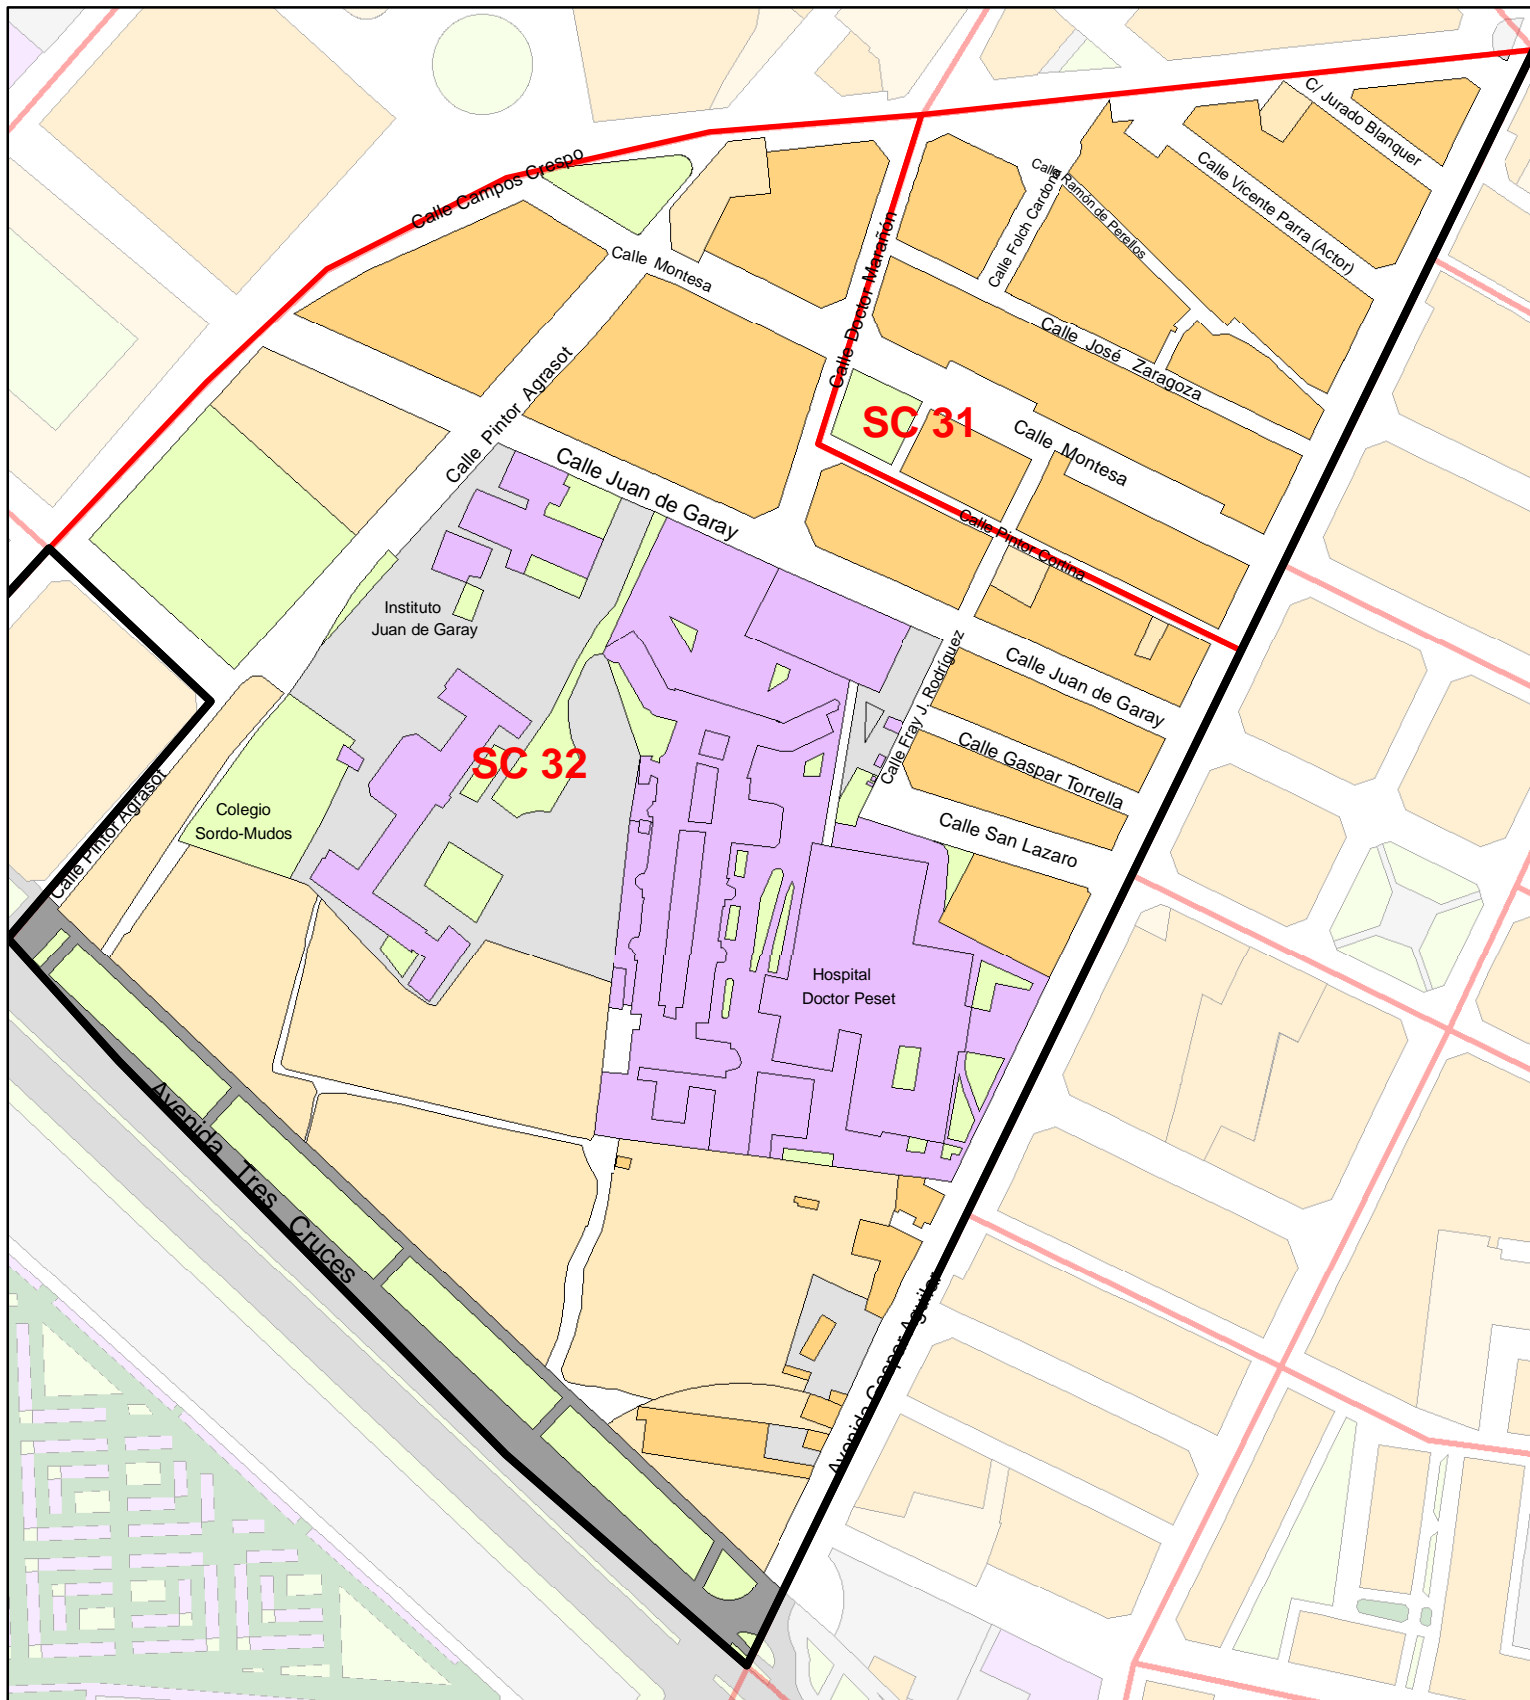 C/ Jurado Blanquer
Calle Campos Crespo
Calle Vicente Parra (Actor)
Calle Ramón de Perellos
Calle Folch Cardona
Calle Montesa
Calle Doctor Marañón
Calle José Zaragoza
Calle Pintor Agrasot
SC 31
Calle Montesa
Calle Juan de Garay
Calle Pintor Cortina
Instituto
Juan de Garay
Calle Fray J. Rodríguez
Calle Juan de Garay
SC 32
Calle Gaspar Torrella
Calle Pintor Agrasot
Colegio
Sordo-Mudos
Calle San Lazaro
Hospital
Doctor Peset
Avenida Tres Cruces
Avenida Gaspar Aguilar